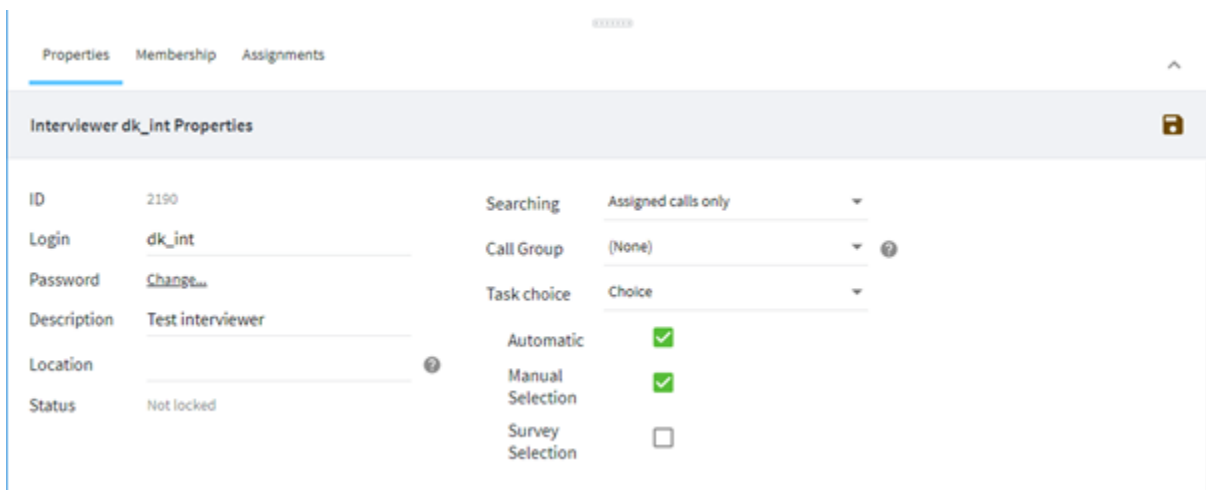 Properties Membership Assignments
Interviewer dk_int Properties
ID 2190
Login dk_int
Password Change...
Description Test interviewer
Location
Status Not locked
Searching Assigned calls only
Call Group (None)
Task choice Choice
Automatic
Manual
Selection
Survey
Selection